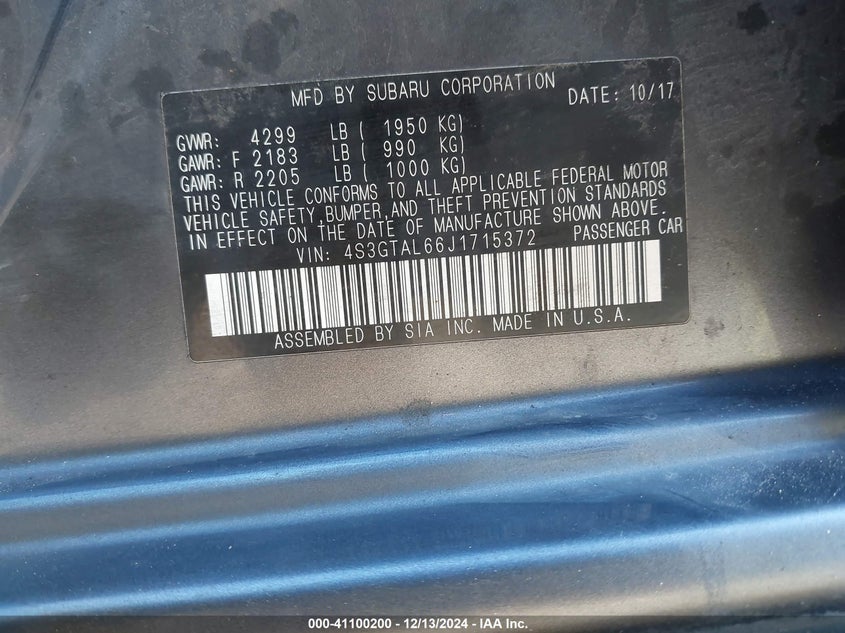 MFD BY SUBARU CORPORATION DATE: 10/17
GVWR: 4299 LB ( 1950 KG)
GAWR: F 2183 LB ( 990 KG)
GAWR: R 2205 LB ( 1000 KG)
THIS VEHICLE CONFORMS TO ALL APPLICABLE FEDERAL MOTOR
VEHICLE SAFETY,BUMPER,AND THEFT PREVENTION STANDARDS
IN EFFECT ON THE DATE OF MANUFACTURE SHOWN ABOVE.
VIN: 4S3GTAL66J1715372 PASSENGER CAR
ASSEMBLED BY SIA INC. MADE IN U.S.A.
000-41100200 - 12/13/2024 - IAA Inc.